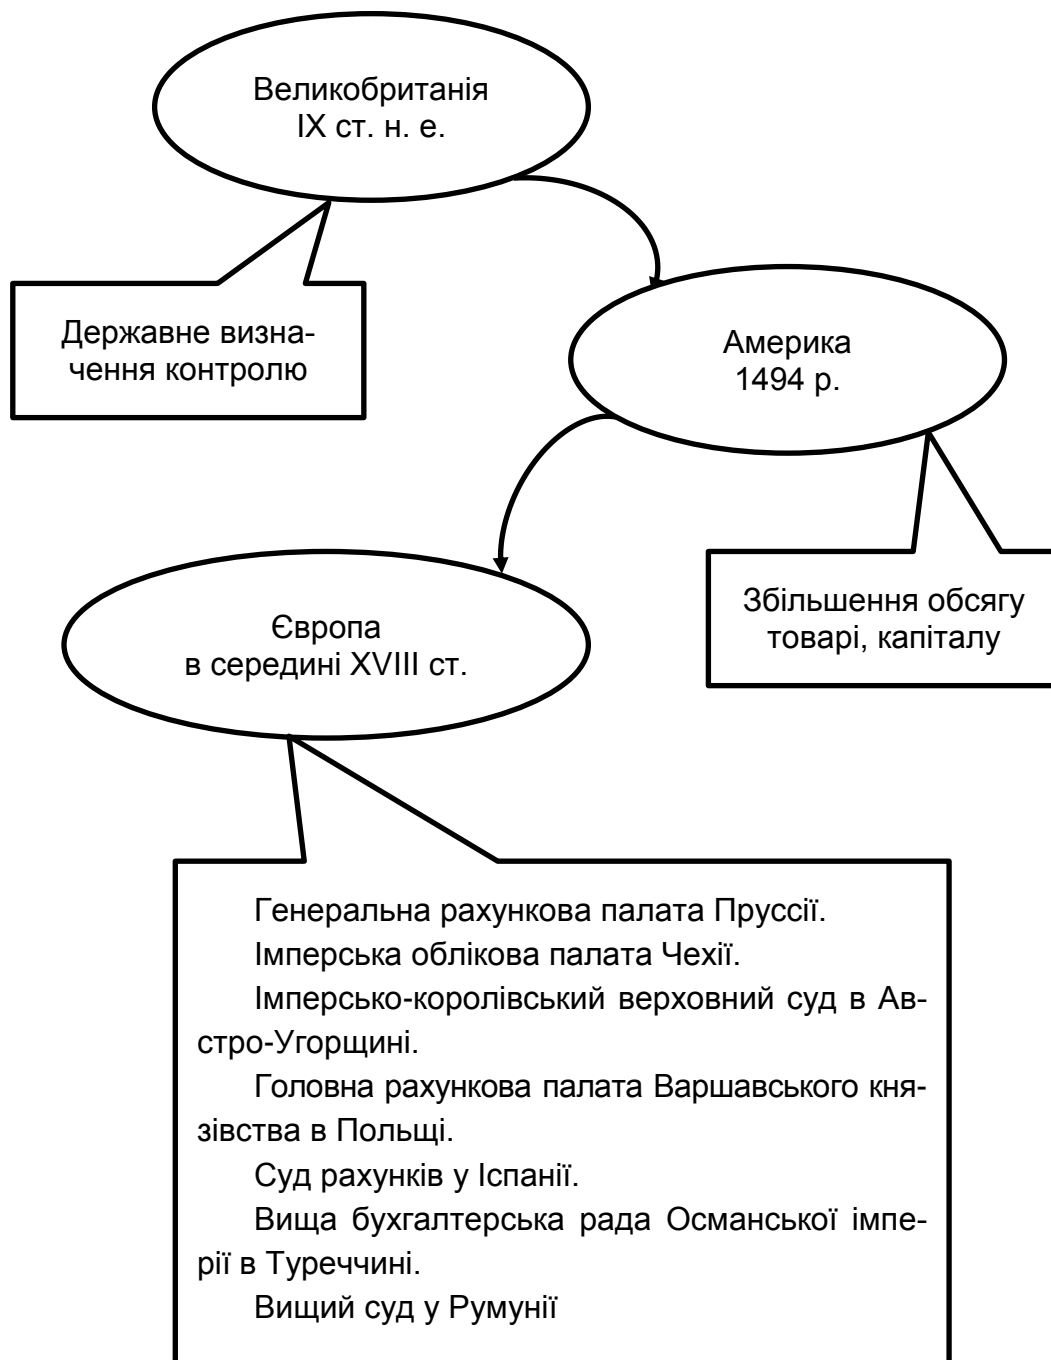 Великобританія
IX ст. н. е.
Державне визна-
чення контролю
Америка
1494 р.
Збільшення обсягу
товарі, капіталу
Європа
в середині XVIII ст.
Генеральна рахункова палата Пруссії.
Імперська облікова палата Чехії.
Імперсько-королівський верховний суд в Ав-
стро-Угорщині.
Головна рахункова палата Варшавського кня-
зівства в Польщі.
Суд рахунків у Іспанії.
Вища бухгалтерська рада Османської імпе-
рії в Туреччині.
Вищий суд у Румунії